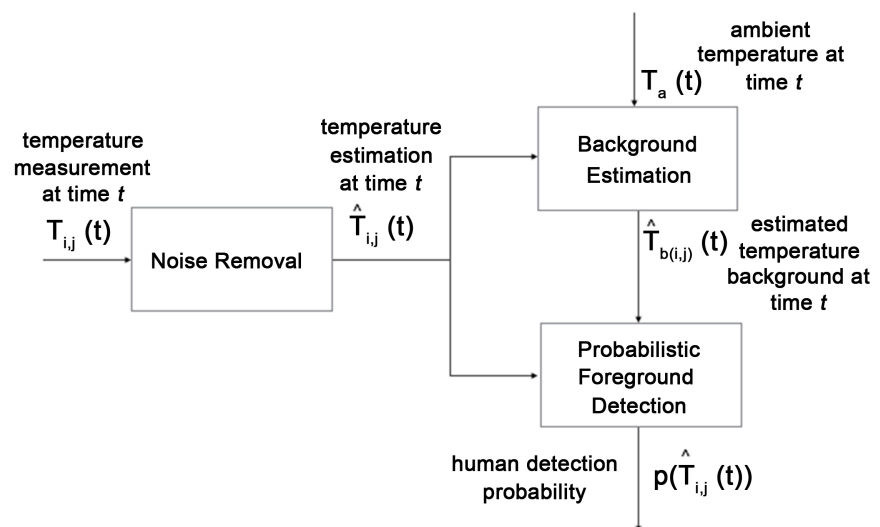 ambient
temperature at
time t
T_a (t)
temperature
measurement
at time t
T_i,j (t)
temperature
estimation
at time t
T̂_i,j (t)
Noise Removal
Background
Estimation
T̂_b(i,j) (t)
estimated
temperature
background at
time t
Probabilistic
Foreground
Detection
human detection
probability
p(T̂_i,j (t))